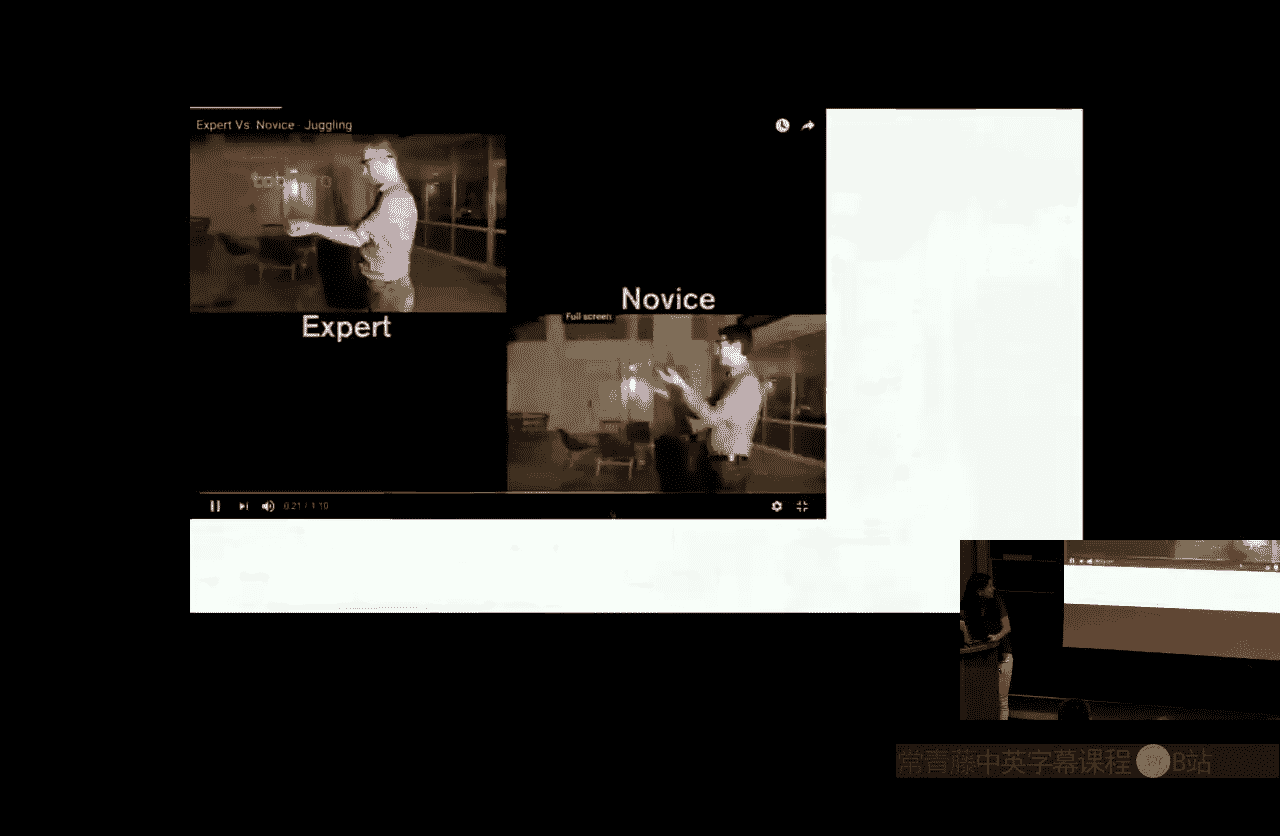 Expert Vs. Novice - Juggling
Expert
Novice
Full screen
0:21 / 1:10
常青藤中英字幕课程
B站